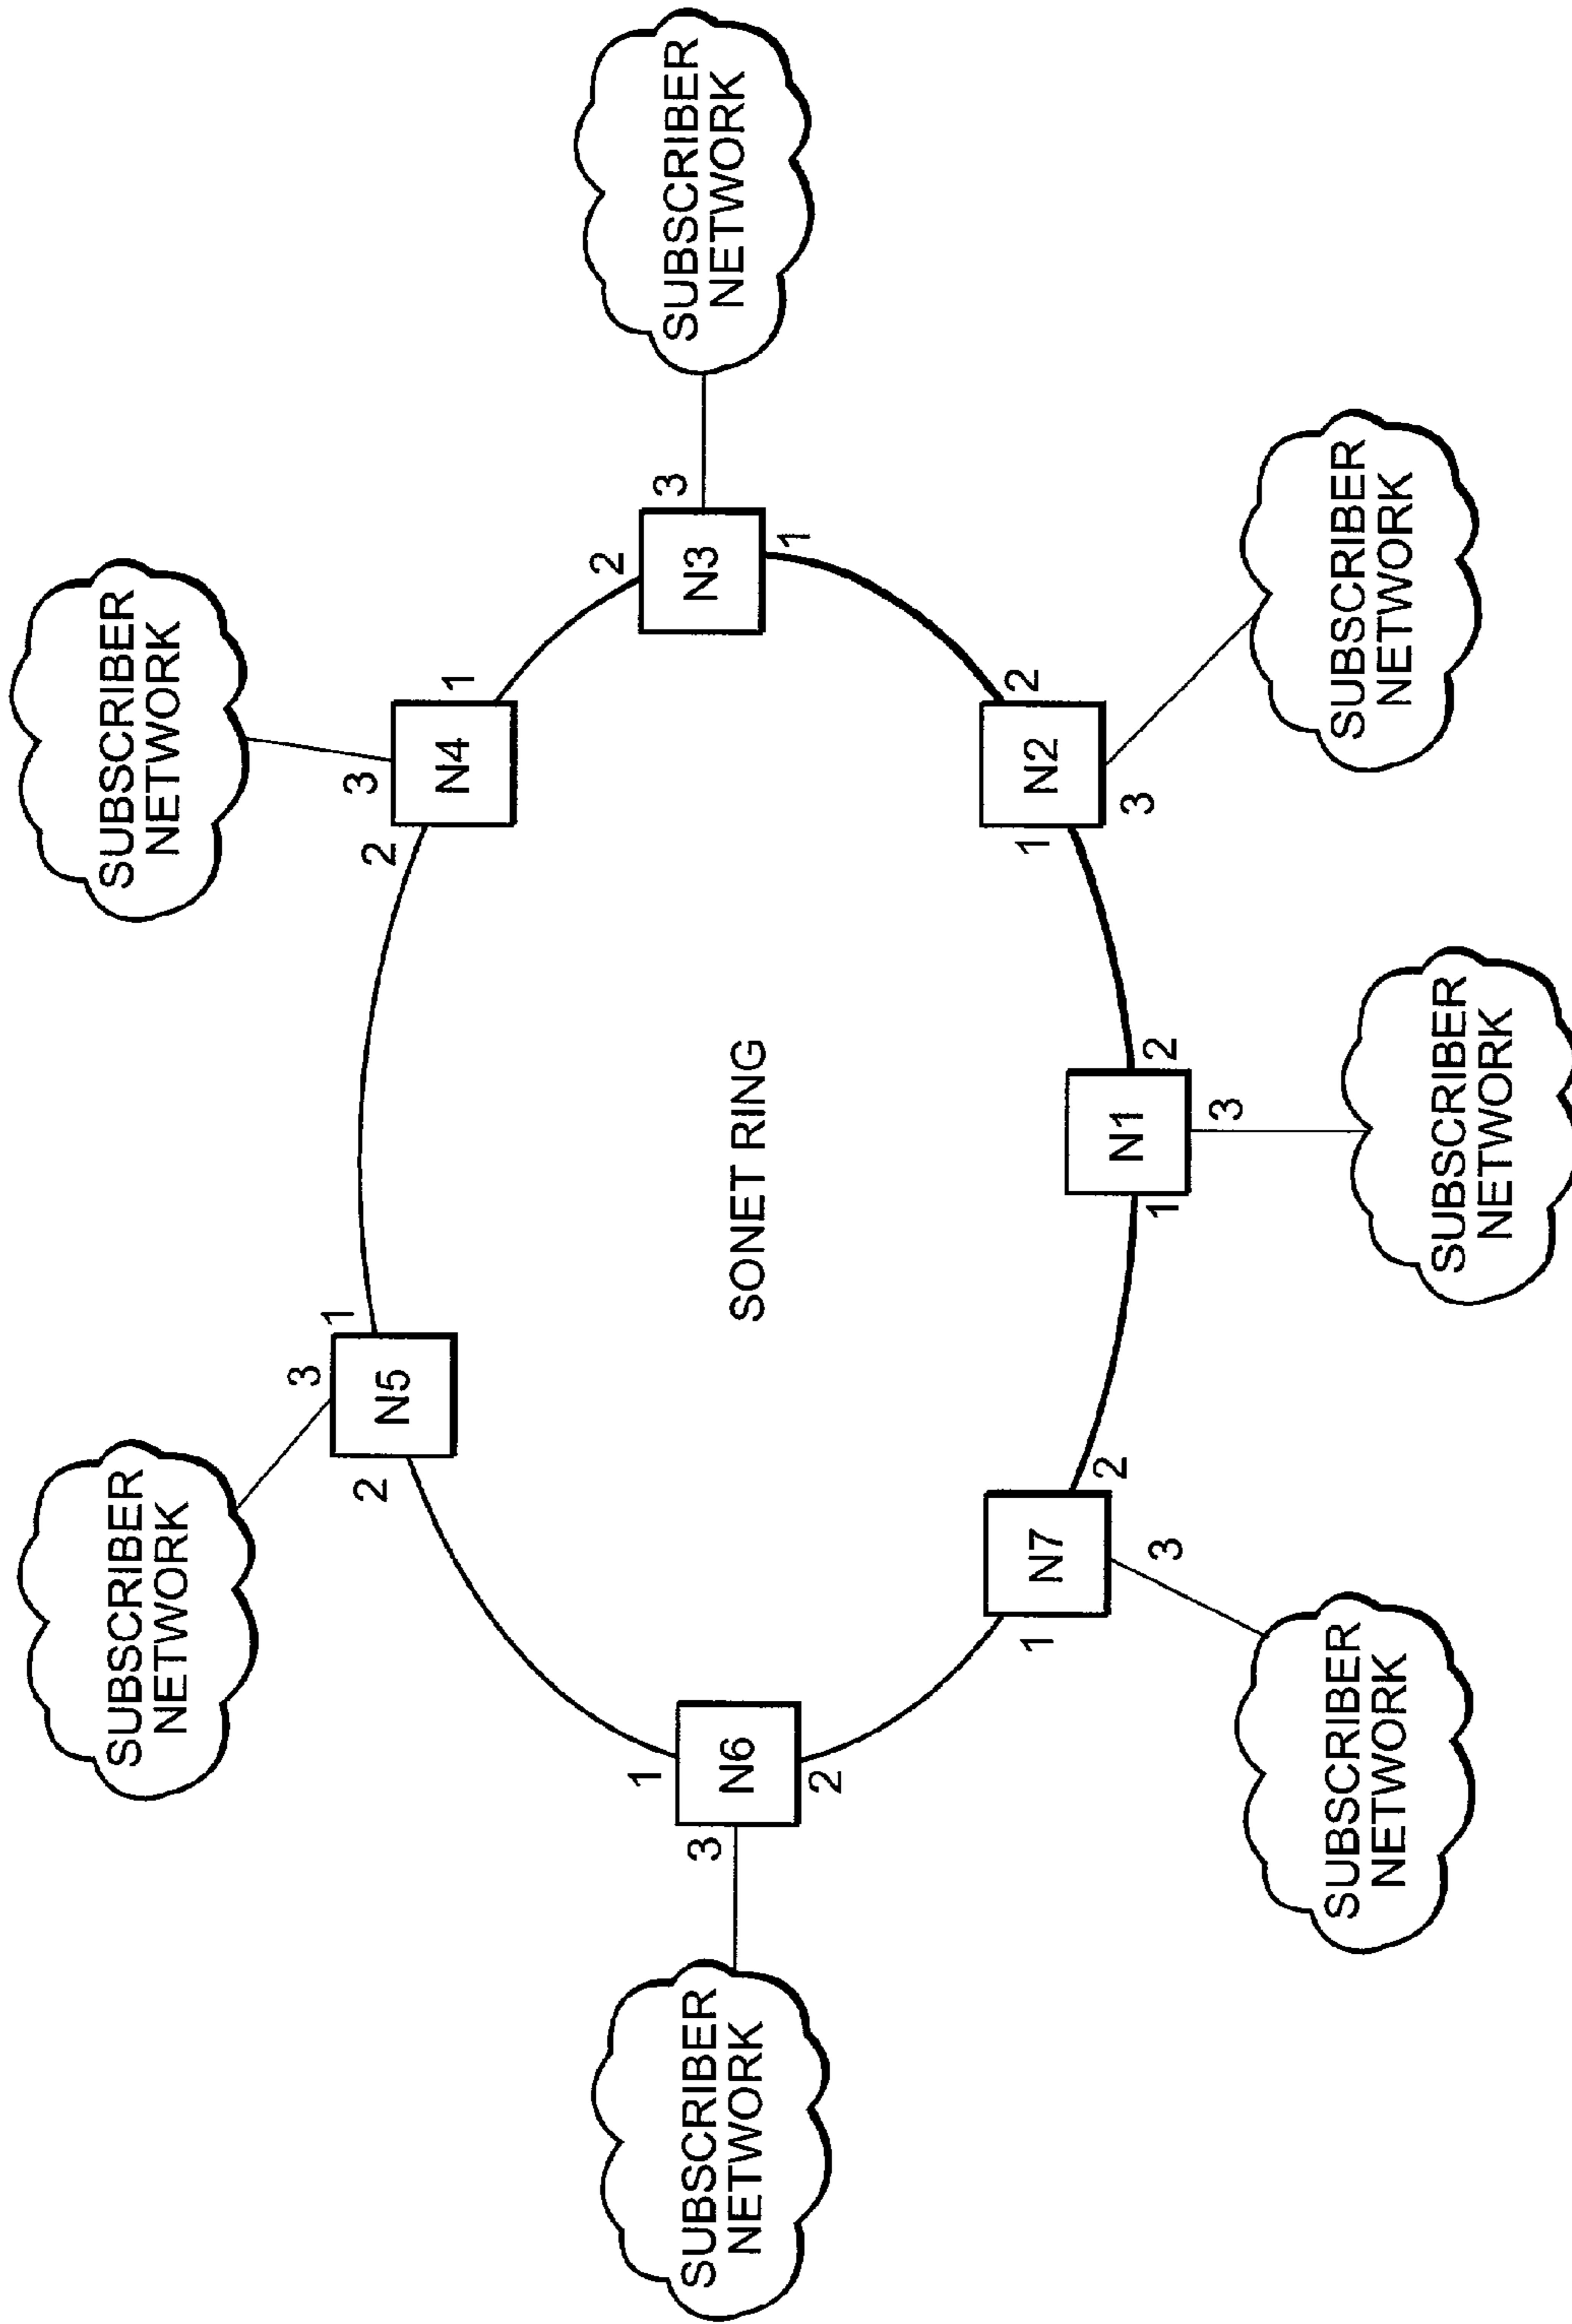 SUBSCRIBER
NETWORK
SUBSCRIBER
NETWORK
3
1
2
N5
3
2
N4
1
SUBSCRIBER
NETWORK
1
3
N6
2
SONET RING
2
3
N3
1
SUBSCRIBER
NETWORK
1
N7
2
3
1
N2
2
3
1
N1
2
3
SUBSCRIBER
NETWORK
SUBSCRIBER
NETWORK
SUBSCRIBER
NETWORK